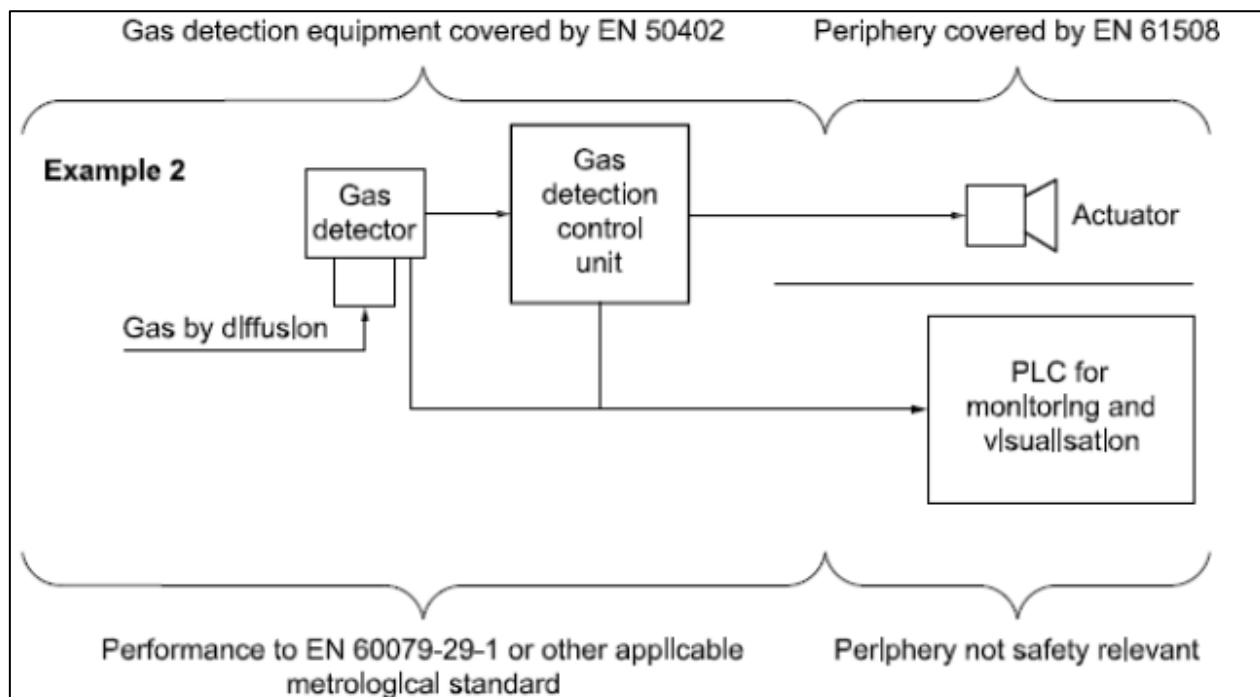 Gas detection equipment covered by EN 50402
Periphery covered by EN 61508
Example 2
Gas
detector
Gas
detection
control
unit
Actuator
Gas by diffusion
PLC for
monitoring and
visualisation
Performance to EN 60079-29-1 or other applicable
metrological standard
Periphery not safety relevant